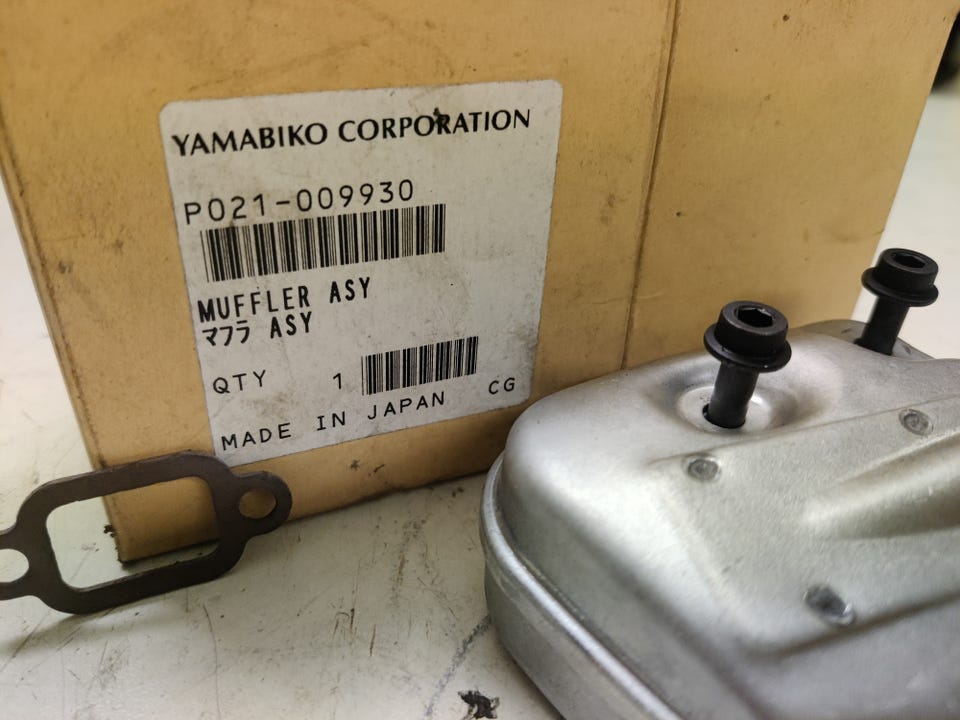 YAMABIKO CORPORATION
P021-009930
MUFFLER ASY
マフラ ASY
QTY 1
CG
MADE IN JAPAN